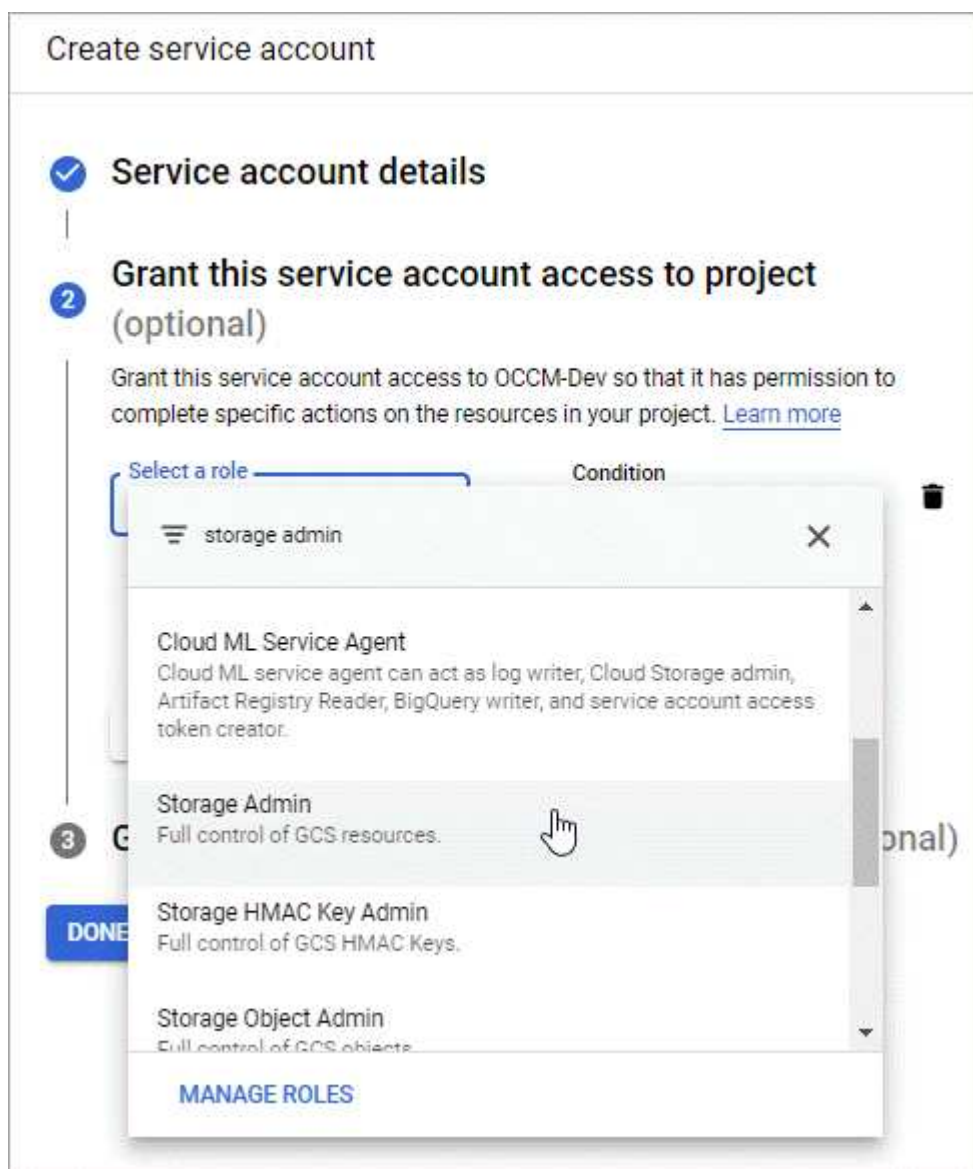 Create service account
Service account details
2
Grant this service account access to project
(optional)
Grant this service account access to OCCM-Dev so that it has permission to
complete specific actions on the resources in your project. Learn more
Select a role
Condition
storage admin
Cloud ML Service Agent
Cloud ML service agent can act as log writer, Cloud Storage admin,
Artifact Registry Reader, BigQuery writer, and service account access
token creator.
Storage Admin
Full control of GCS resources.
3 G onal)
Storage HMAC Key Admin
Full control of GCS HMAC Keys.
DONE
Storage Object Admin
Full control of GCS objects
MANAGE ROLES